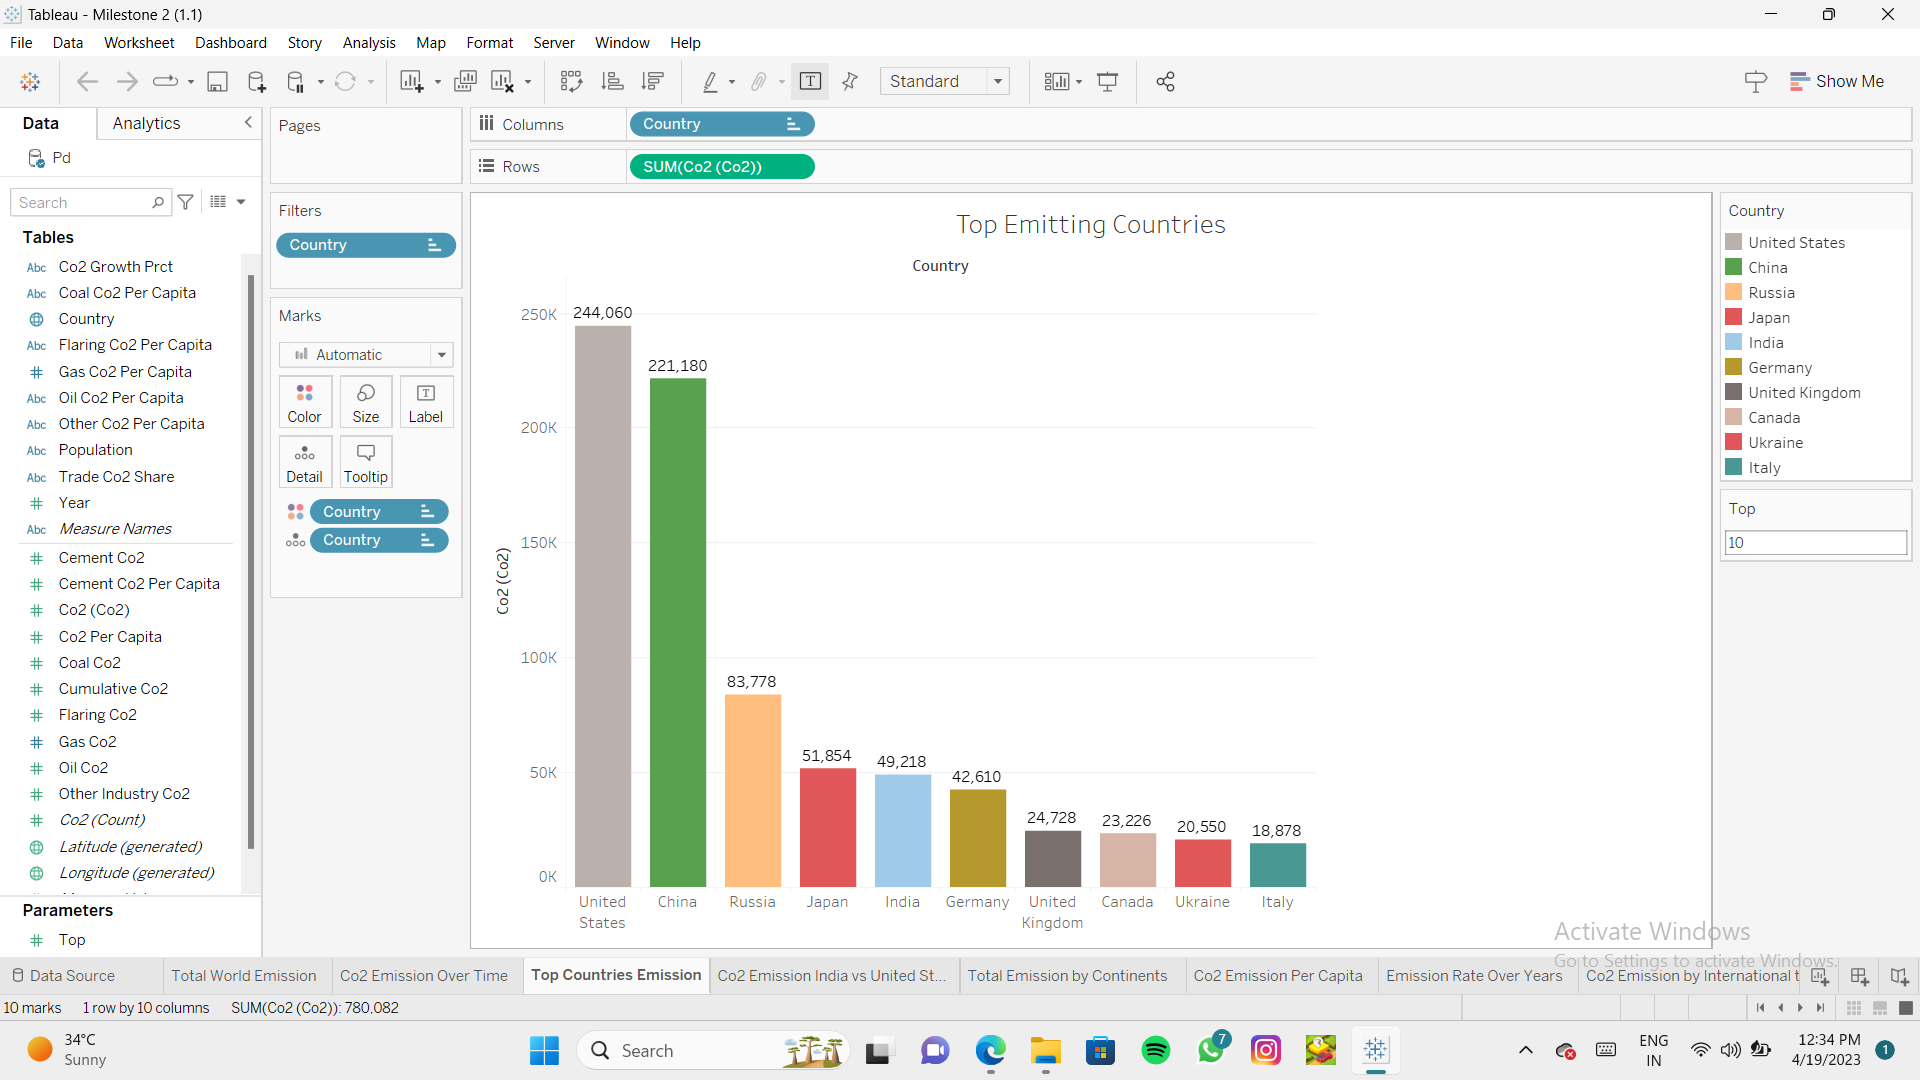 Tableau - Milestone 2 (1.1)
File Data Worksheet Dashboard Story Analysis Map Format Server Window Help
Standard
Show Me
Data Analytics
Pd
Search
Tables
Abc Co2 Growth Prct
Abc Coal Co2 Per Capita
Country
Abc Flaring Co2 Per Capita
# Gas Co2 Per Capita
Abc Oil Co2 Per Capita
Abc Other Co2 Per Capita
Abc Population
Abc Trade Co2 Share
# Year
Abc Measure Names
# Cement Co2
# Cement Co2 Per Capita
# Co2 (Co2)
# Co2 Per Capita
# Coal Co2
# Cumulative Co2
# Flaring Co2
# Gas Co2
# Oil Co2
# Other Industry Co2
# Co2 (Count)
Latitude (generated)
Longitude (generated)
Parameters
# Top
Pages
Filters
Country
Marks
Automatic
Color Size Label
Detail Tooltip
Country
Country
Columns Country
Rows SUM(Co2 (Co2))
Top Emitting Countries
Country
Co2 (Co2)
250K
200K
150K
100K
50K
0K
244,060
221,180
83,778
51,854
49,218
42,610
24,728
23,226
20,550
18,878
United States
China
Russia
Japan
India
Germany
United Kingdom
Canada
Ukraine
Italy
Country
United States
China
Russia
Japan
India
Germany
United Kingdom
Canada
Ukraine
Italy
Top
10
Activate Windows
Go to Settings to activate Windows.
Data Source Total World Emission Co2 Emission Over Time Top Countries Emission Co2 Emission India vs United St... Total Emission by Continents Co2 Emission Per Capita Emission Rate Over Years Co2 Emission by International t
10 marks 1 row by 10 columns SUM(Co2 (Co2)): 780,082
34°C
Sunny
Search
7
ENG
IN
12:34 PM
4/19/2023
1